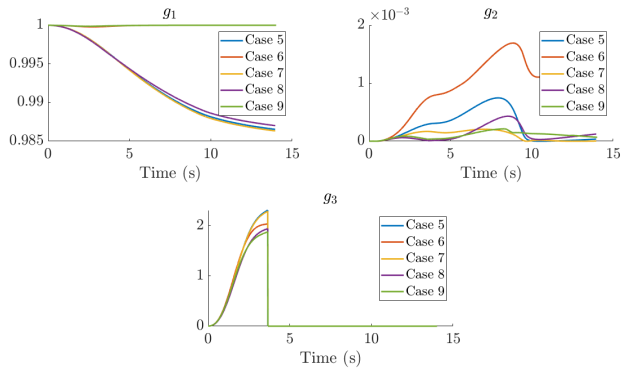 g₁
1
0.995
0.99
0.985
0
5
10
15
Time (s)
Case 5
Case 6
Case 7
Case 8
Case 9
×10⁻³
g₂
2
1
0
0
5
10
15
Time (s)
Case 5
Case 6
Case 7
Case 8
Case 9
g₃
2
1
0
0
5
10
15
Time (s)
Case 5
Case 6
Case 7
Case 8
Case 9